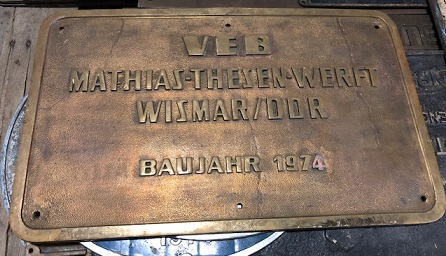 VEB
MATHIAS-THESEN-WERFT
WISMAR/DDR
BAUJAHR 1974